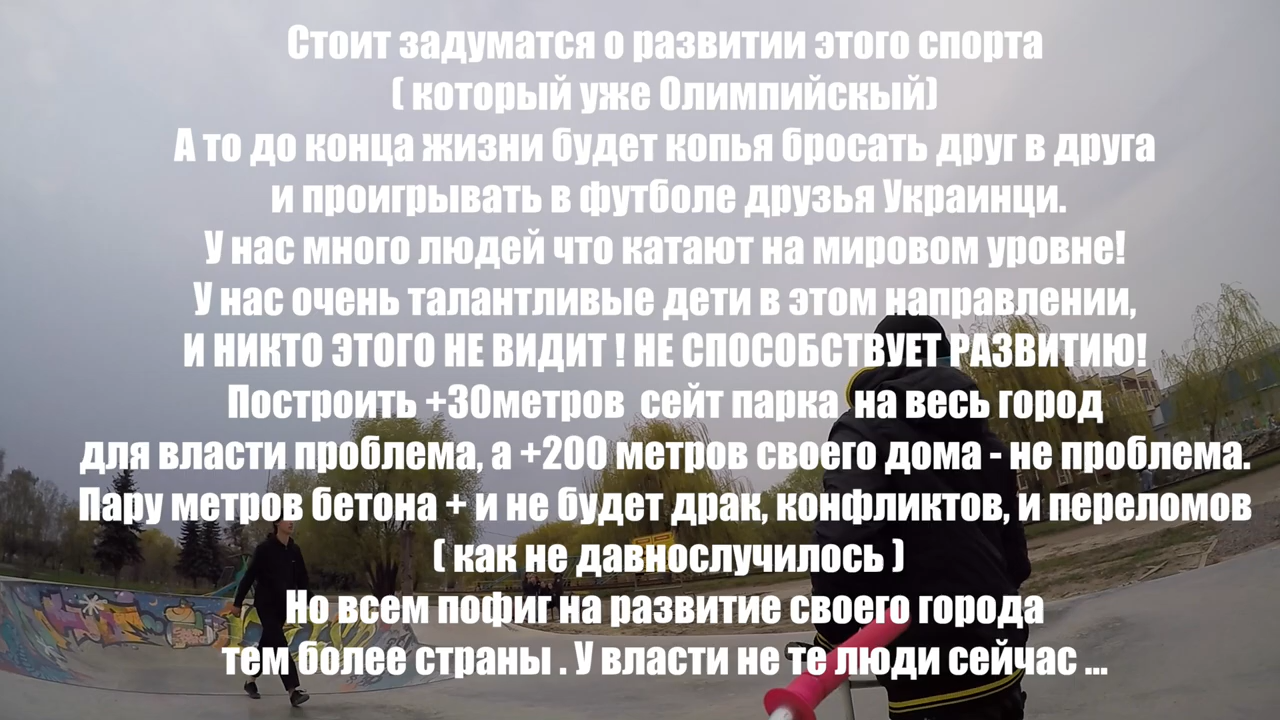 Стоит задуматся о развитии этого спорта
( который уже Олимпийскый)
А то до конца жизни будет копья бросать друг в друга
и проигрывать в футболе друзья Украинци.
У нас много людей что катают на мировом уровне!
У нас очень талантливые дети в этом направлении,
И НИКТО ЭТОГО НЕ ВИДИТ ! НЕ СПОСОБСТВУЕТ РАЗВИТИЮ!
Построить +30метров сейт парка на весь город
для власти проблема, а +200 метров своего дома - не проблема.
Пару метров бетона + и не будет драк, конфликтов, и переломов
( как не давнослучилось )
Но всем пофиг на развитие своего города
тем более страны . У власти не те люди сейчас ...